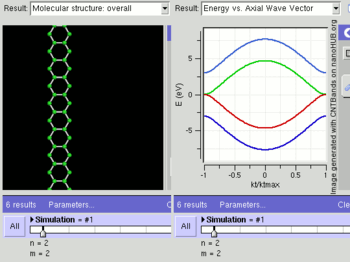 Result: Molecular structure: overall
Result: Energy vs. Axial Wave Vector
5
0
-5
E (eV)
-1
-0.5
0
0.5
1
kt/ktmax
Image generated with CNTBands on nanoHUB.org
6 results Parameters...
6 results Parameters... Cle
All
Simulation = #1
n = 2
m = 2
All
Simulation = #1
n = 2
m = 2